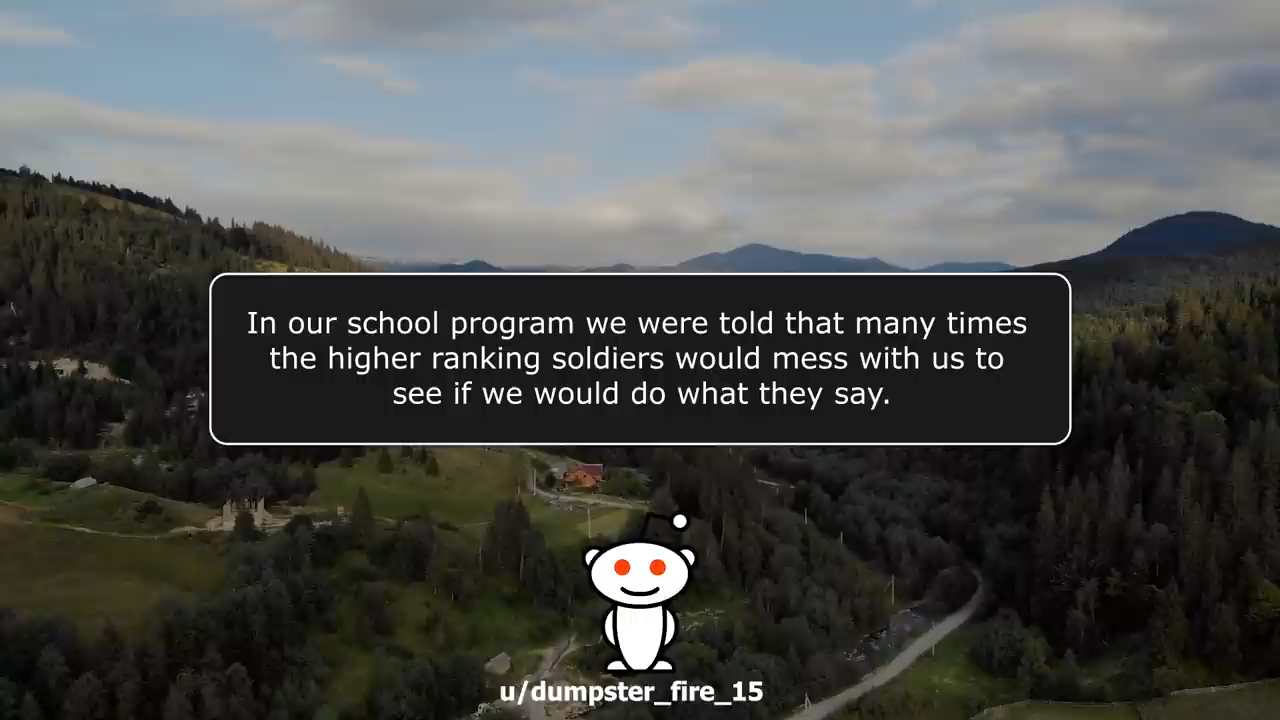 In our school program we were told that many times
the higher ranking soldiers would mess with us to
see if we would do what they say.
u/dumpster_fire_15